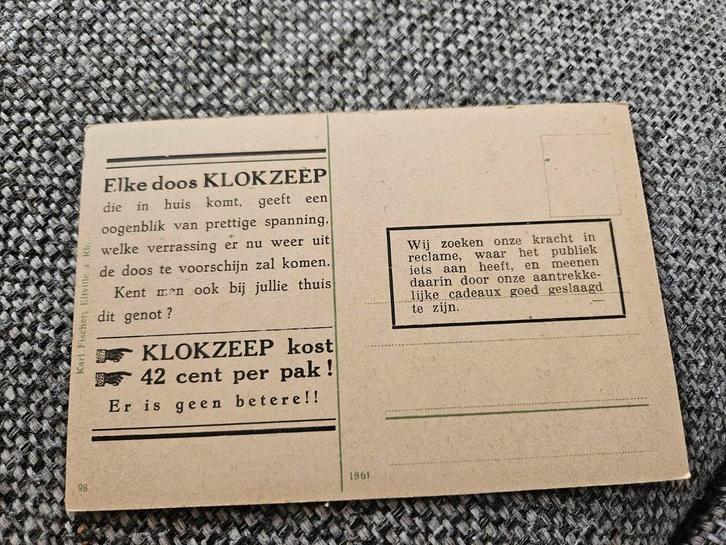 Elke doos KLOKZEEP
die in huis komt, geeft een
oogenblik van prettige spanning,
welke verrassing er nu weer uit
de doos te voorschijn zal komen.
Kent men ook bij jullie thuis
dit genot?
KLOKZEEP kost
42 cent per pak!
Er is geen betere!!
Wij zoeken onze kracht in
reclame, waar het publiek
iets aan heeft, en meenen
daarin door onze aantrekke-
lijke cadeaux goed geslaagd
te zijn.
Karl Fischer, Eltville a. Rh.
98
1861